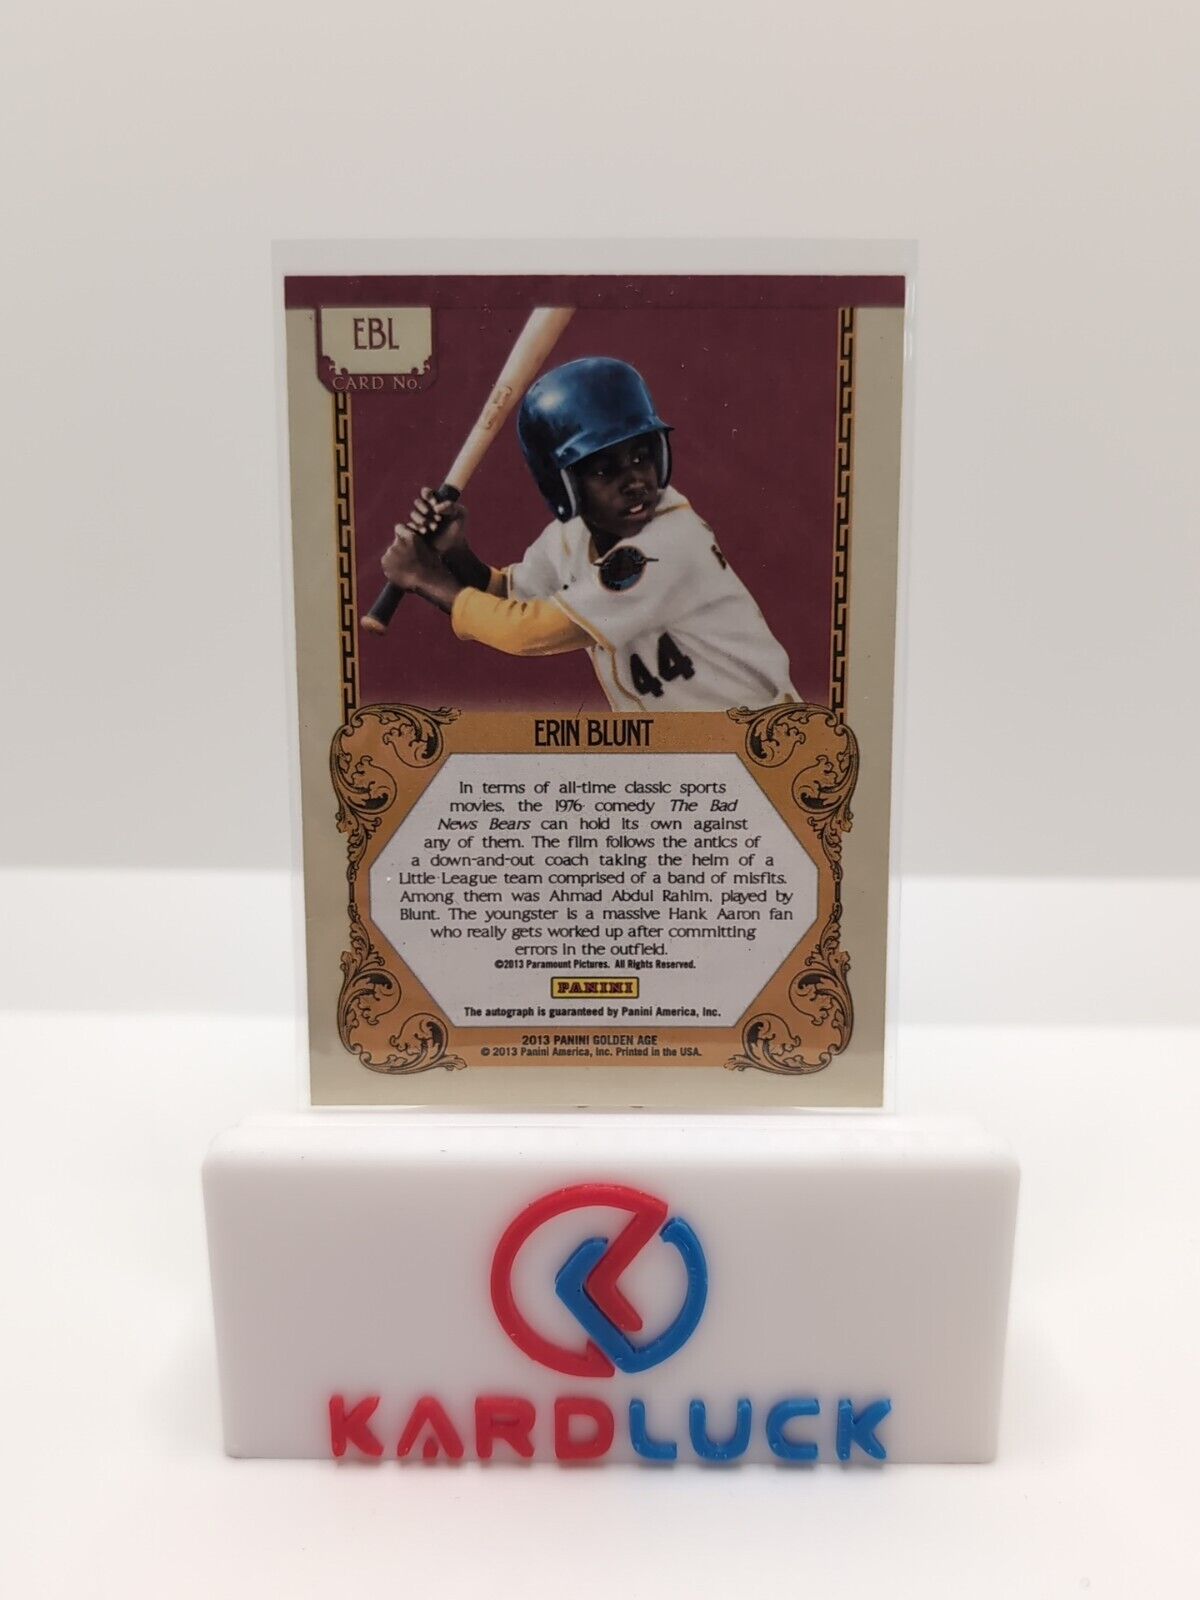 EBL
CARD No.
44
ERIN BLUNT
In terms of all-time classic sports
movies, the 1976 comedy The Bad
News Bears can hold its own against
any of them. The film follows the antics of
a down-and-out coach taking the helm of a
Little League team comprised of a band of misfits.
Among them was Ahmad Abdul Rahim, played by
Blunt. The youngster is a massive Hank Aaron fan
who really gets worked up after committing
errors in the outfield.
©2013 Paramount Pictures. All Rights Reserved.
PANINI
The autograph is guaranteed by Panini America, Inc.
2013 PANINI GOLDEN AGE
© 2013 Panini America, Inc. Printed in the USA.
KARDLUCK